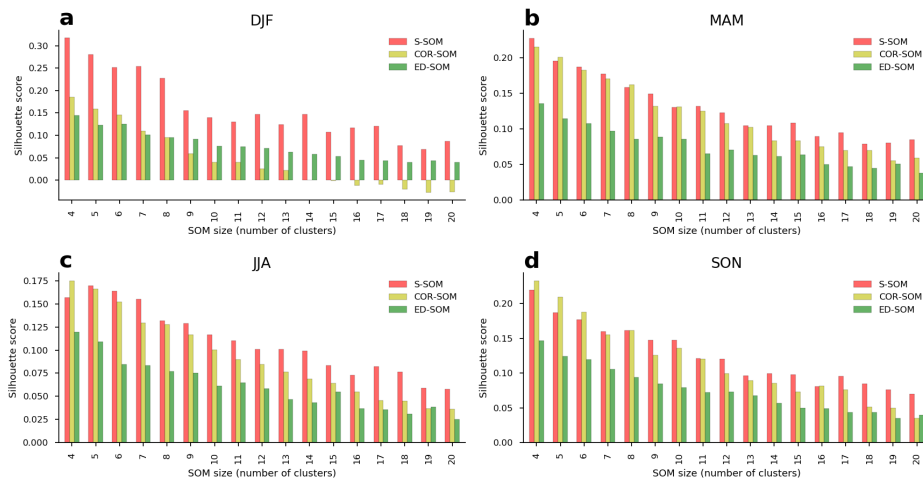 a
DJF
Silhouette score
0.30
0.25
0.20
0.15
0.10
0.05
0.00
S-SOM
COR-SOM
ED-SOM
4 5 6 7 8 9 10 11 12 13 14 15 16 17 18 19 20
SOM size (number of clusters)
b
MAM
Silhouette score
0.20
0.15
0.10
0.05
0.00
S-SOM
COR-SOM
ED-SOM
4 5 6 7 8 9 10 11 12 13 14 15 16 17 18 19 20
SOM size (number of clusters)
c
JJA
Silhouette score
0.175
0.150
0.125
0.100
0.075
0.050
0.025
0.000
S-SOM
COR-SOM
ED-SOM
4 5 6 7 8 9 10 11 12 13 14 15 16 17 18 19 20
SOM size (number of clusters)
d
SON
Silhouette score
0.20
0.15
0.10
0.05
0.00
S-SOM
COR-SOM
ED-SOM
4 5 6 7 8 9 10 11 12 13 14 15 16 17 18 19 20
SOM size (number of clusters)